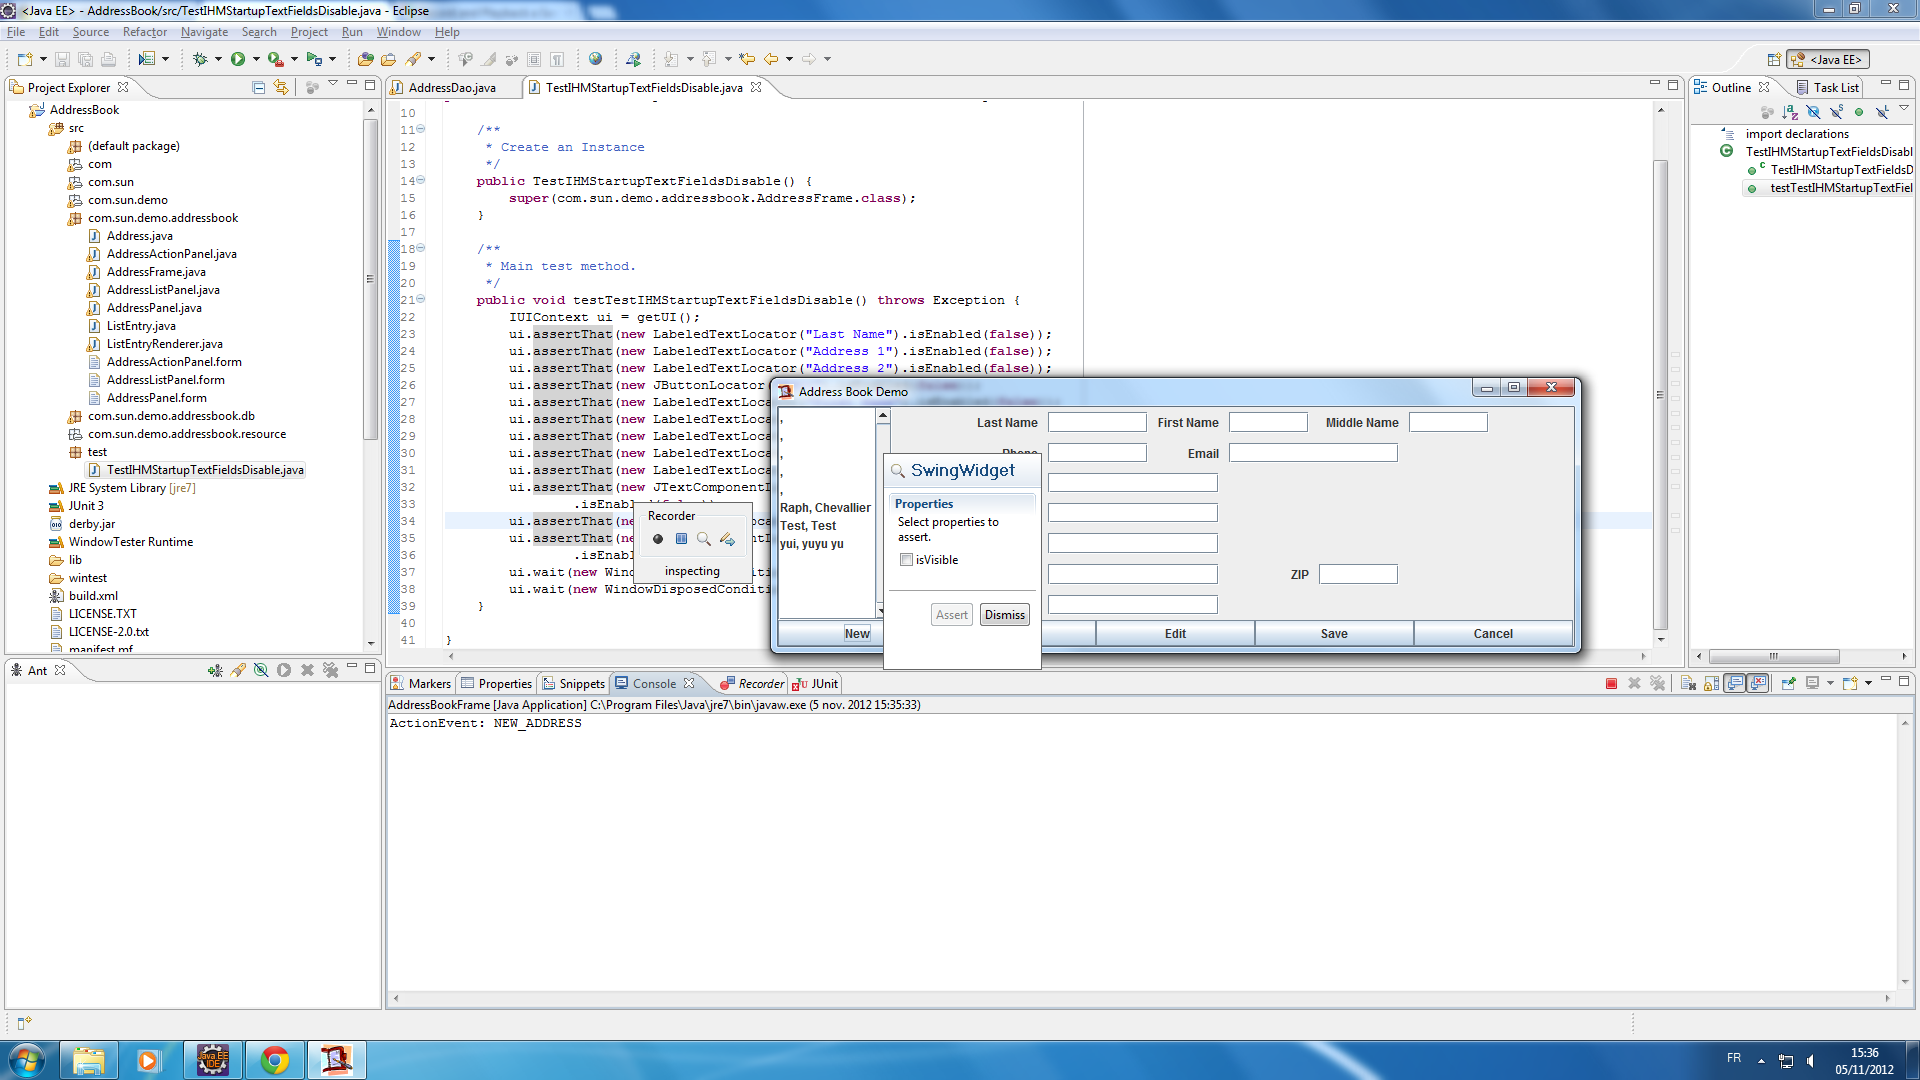 <Java EE> - AddressBook/src/TestIHMStartupTextFieldsDisable.java - Eclipse
File Edit Source Refactor Navigate Search Project Run Window Help
<Java EE>
Project Explorer
AddressBook
src
(default package)
com
com.sun
com.sun.demo
com.sun.demo.addressbook
Address.java
AddressActionPanel.java
AddressFrame.java
AddressListPanel.java
AddressPanel.java
ListEntry.java
ListEntryRenderer.java
AddressActionPanel.form
AddressListPanel.form
AddressPanel.form
com.sun.demo.addressbook.db
com.sun.demo.addressbook.resource
test
TestIHMStartupTextFieldsDisable.java
JRE System Library [jre7]
JUnit 3
derby.jar
WindowTester Runtime
lib
wintest
build.xml
LICENSE.TXT
LICENSE-2.0.txt
manifest.mf
AddressDao.java TestIHMStartupTextFieldsDisable.java
10
11 /**
12 * Create an Instance
13 */
14 public TestIHMStartupTextFieldsDisable() {
15 super(com.sun.demo.addressbook.AddressFrame.class);
16 }
17
18 /**
19 * Main test method.
20 */
21 public void testTestIHMStartupTextFieldsDisable() throws Exception {
22 IUIContext ui = getUI();
23 ui.assertThat(new LabeledTextLocator("Last Name").isEnabled(false));
24 ui.assertThat(new LabeledTextLocator("Address 1").isEnabled(false));
25 ui.assertThat(new LabeledTextLocator("Address 2").isEnabled(false));
26 ui.assertThat(new JButtonLocator
27 ui.assertThat(new LabeledTextLoca
28 ui.assertThat(new LabeledTextLoca
29 ui.assertThat(new LabeledTextLoca
30 ui.assertThat(new LabeledTextLoca
31 ui.assertThat(new LabeledTextLoca
32 ui.assertThat(new JTextComponentL
33 .isEnab
34 ui.assertThat(ne
35 ui.assertThat(ne
36 .isEnab
37 ui.wait(new Wind
38 ui.wait(new WindowDisposedConditi
39 }
40
41 }
Recorder
inspecting
Address Book Demo
,
,
,
,
,
Raph, Chevallier
Test, Test
yui, yuyu yu
Last Name First Name Middle Name
Phone Email
ZIP
New Edit Save Cancel
SwingWidget
Properties
Select properties to
assert.
isVisible
Assert Dismiss
Outline Task List
import declarations
TestIHMStartupTextFieldsDisabl
TestIHMStartupTextFieldsD
testTestIHMStartupTextFiel
Ant
Markers Properties Snippets Console Recorder JUnit
AddressBookFrame [Java Application] C:\Program Files\Java\jre7\bin\javaw.exe (5 nov. 2012 15:35:33)
ActionEvent: NEW_ADDRESS
Java EE
IDE
FR
15:36
05/11/2012